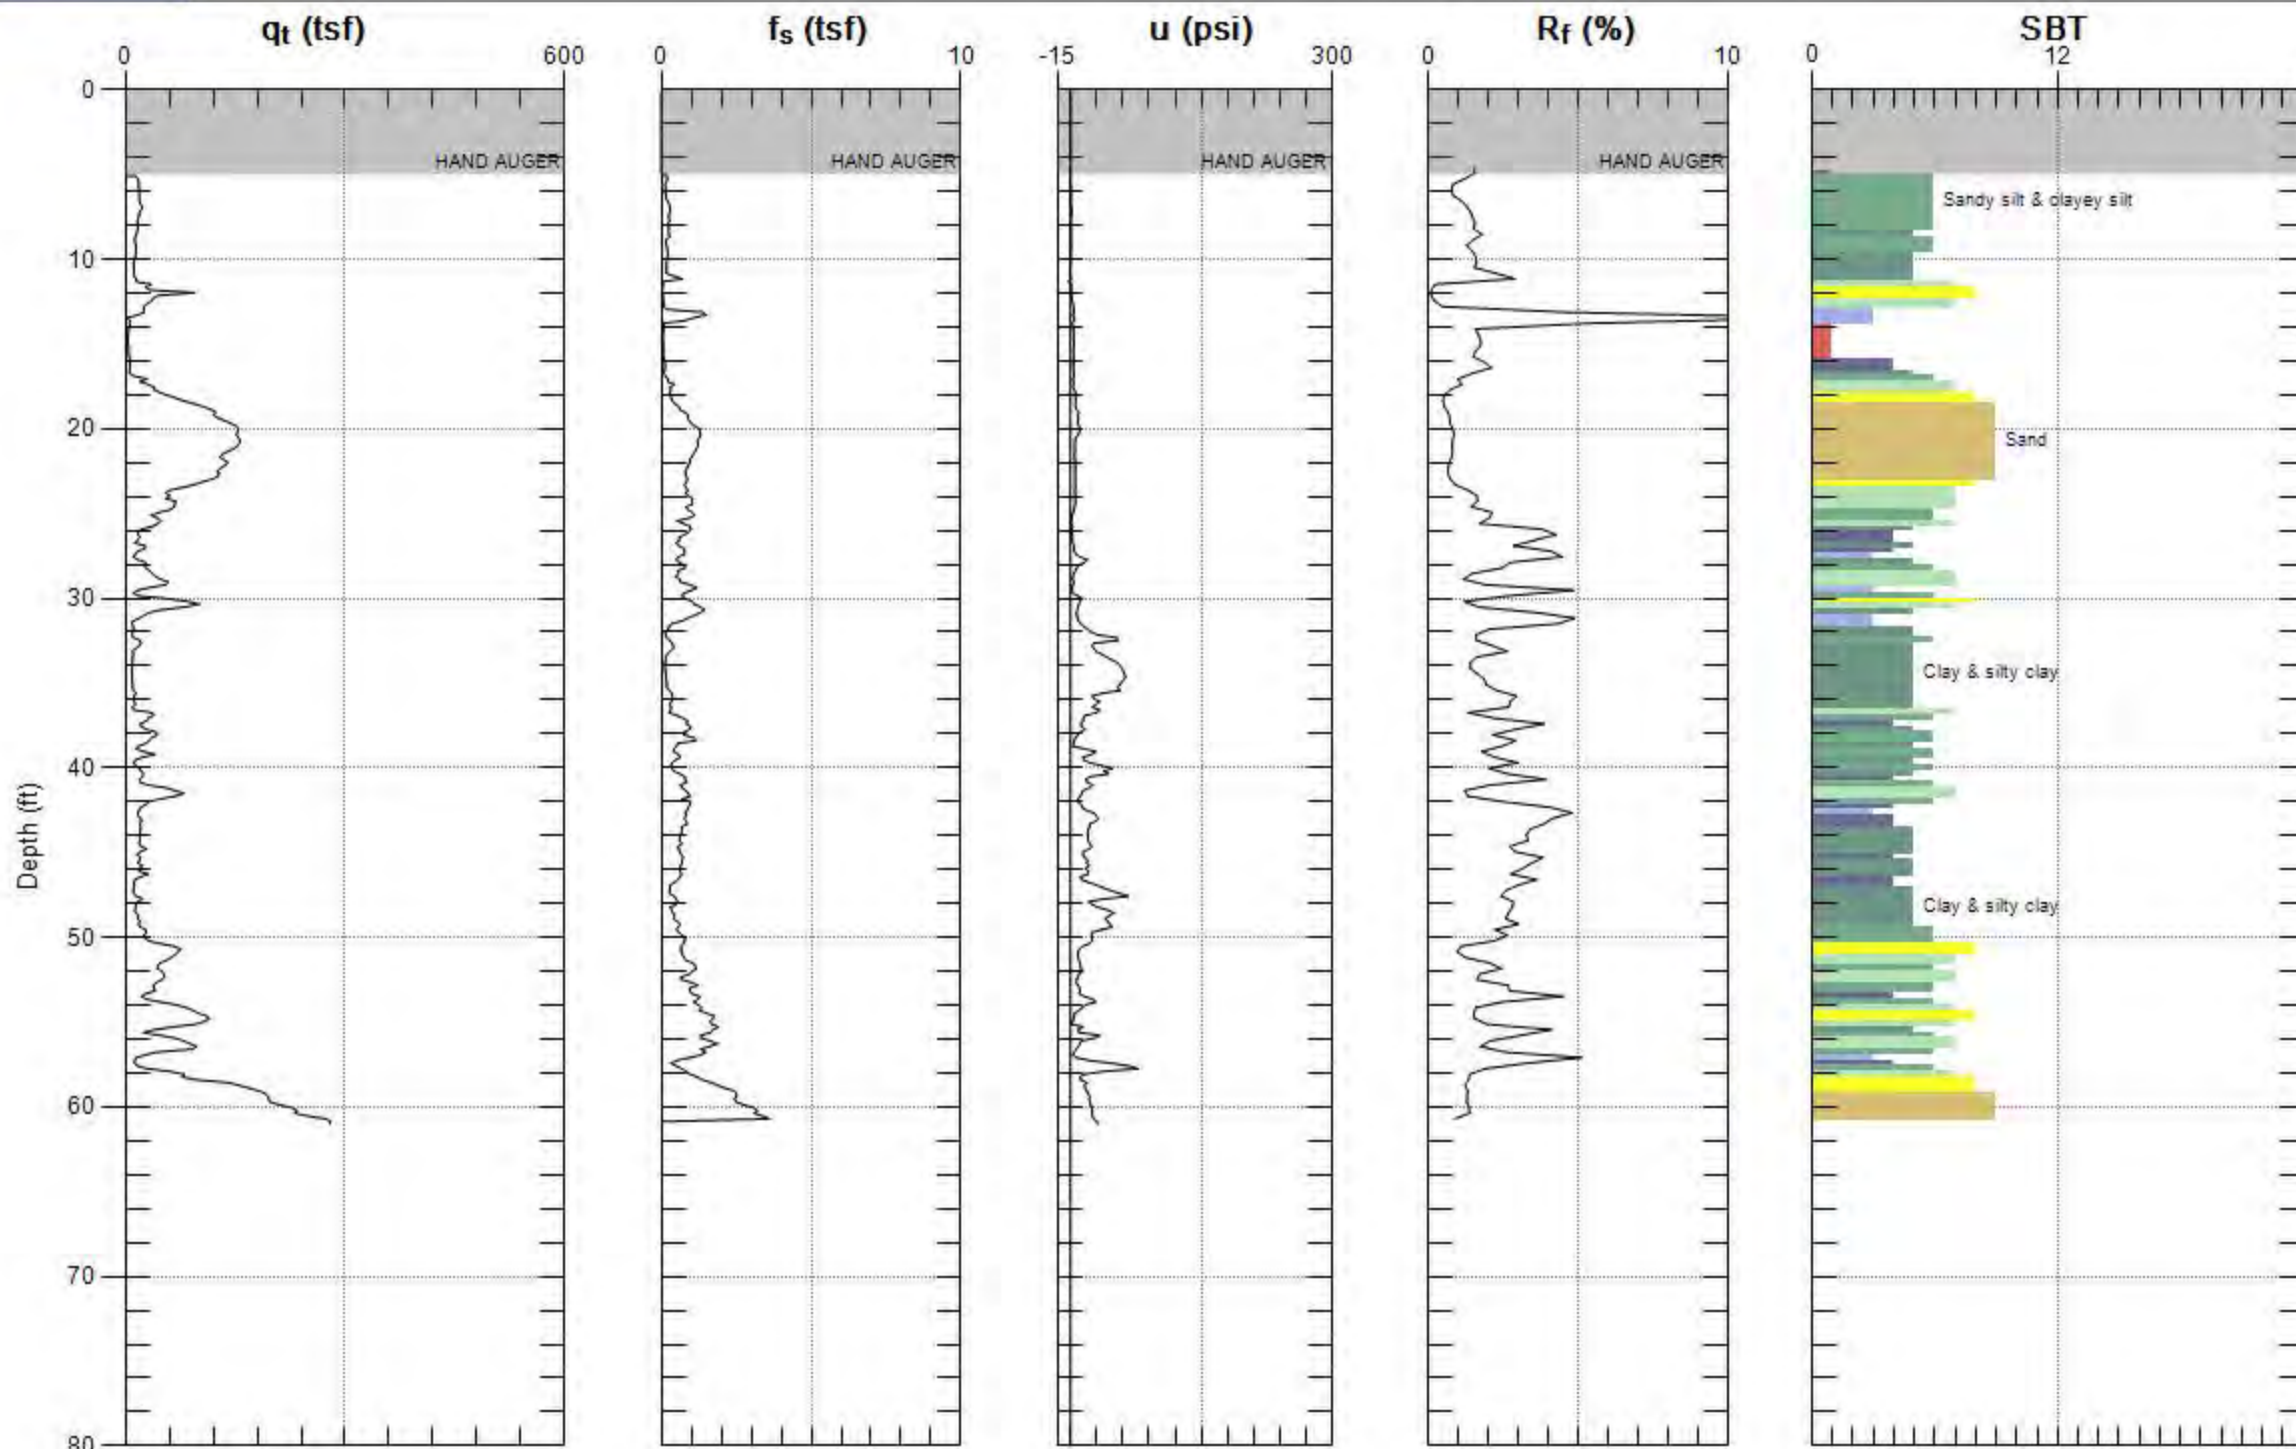 qt (tsf) fs (tsf) u (psi) Rf (%) SBT
0 600 0 10 -15 300 0 10 0 12
0
HAND AUGER HAND AUGER HAND AUGER HAND AUGER
Sandy silt & clayey silt
10
20
Sand
30
Clay & silty clay
40
Depth (ft)
Clay & silty clay
50
60
70
80